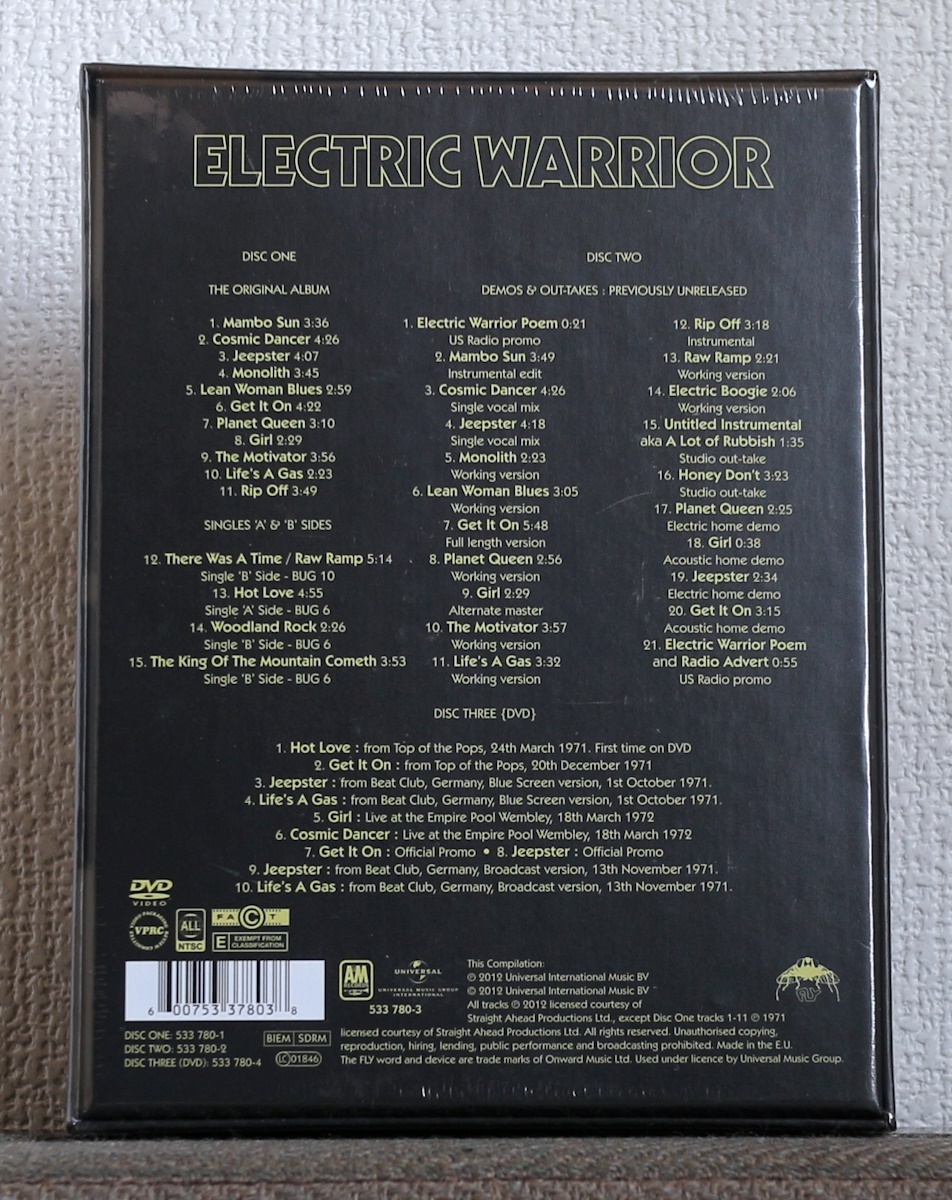 ELECTRIC WARRIOR
DISC ONE
THE ORIGINAL ALBUM
1. Mambo Sun 3:36
2. Cosmic Dancer 4:26
3. Jeepster 4:07
4. Monolith 3:45
5. Lean Woman Blues 2:59
6. Get It On 4:22
7. Planet Queen 3:10
8. Girl 2:29
9. The Motivator 3:56
10. Life's A Gas 2:23
11. Rip Off 3:49
SINGLES 'A' & 'B' SIDES
12. There Was A Time / Raw Ramp 5:14
Single 'B' Side - BUG 10
13. Hot Love 4:55
Single 'A' Side - BUG 6
14. Woodland Rock 2:26
Single 'B' Side - BUG 6
15. The King Of The Mountain Cometh 3:53
Single 'B' Side - BUG 6
DISC TWO
DEMOS & OUT-TAKES : PREVIOUSLY UNRELEASED
1. Electric Warrior Poem 0:21
US Radio promo
2. Mambo Sun 3:49
Instrumental edit
3. Cosmic Dancer 4:26
Single vocal mix
4. Jeepster 4:18
Single vocal mix
5. Monolith 2:23
Working version
6. Lean Woman Blues 3:05
Working version
7. Get It On 5:48
Full length version
8. Planet Queen 2:56
Working version
9. Girl 2:29
Alternate master
10. The Motivator 3:57
Working version
11. Life's A Gas 3:32
Working version
12. Rip Off 3:18
Instrumental
13. Raw Ramp 2:21
Working version
14. Electric Boogie 2:06
Working version
15. Untitled Instrumental
aka A Lot of Rubbish 1:35
Studio out-take
16. Honey Don't 3:23
Studio out-take
17. Planet Queen 2:25
Electric home demo
18. Girl 0:38
Acoustic home demo
19. Jeepster 2:34
Electric home demo
20. Get It On 3:15
Acoustic home demo
21. Electric Warrior Poem
and Radio Advert 0:55
US Radio promo
DISC THREE {DVD}
1. Hot Love : from Top of the Pops, 24th March 1971. First time on DVD
2. Get It On : from Top of the Pops, 20th December 1971
3. Jeepster : from Beat Club, Germany, Blue Screen version, 1st October 1971.
4. Life's A Gas : from Beat Club, Germany, Blue Screen version, 1st October 1971.
5. Girl : Live at the Empire Pool Wembley, 18th March 1972
6. Cosmic Dancer : Live at the Empire Pool Wembley, 18th March 1972
7. Get It On : Official Promo • 8. Jeepster : Official Promo
9. Jeepster : from Beat Club, Germany, Broadcast version, 13th November 1971.
10. Life's A Gas : from Beat Club, Germany, Broadcast version, 13th November 1971.
DVD
VIDEO
VPRC
ALL
NTSC
FACT
E EXEMPT FROM
CLASSIFICATION
6 00753 37803 8
AM
RECORDS
UNIVERSAL
UNIVERSAL MUSIC GROUP
INTERNATIONAL
533 780-3
This Compilation:
℗ 2012 Universal International Music BV
© 2012 Universal International Music BV
All tracks ℗ 2012 licensed courtesy of
Straight Ahead Productions Ltd., except Disc One tracks 1-11 ℗ 1971
licensed courtesy of Straight Ahead Productions Ltd. All rights reserved. Unauthorised copying,
reproduction, hiring, lending, public performance and broadcasting prohibited. Made in the E.U.
The FLY word and device are trade marks of Onward Music Ltd. Used under licence by Universal Music Group.
FLY
DISC ONE: 533 780-1
DISC TWO: 533 780-2
DISC THREE (DVD): 533 780-4
BIEM SDRM
LC 01846